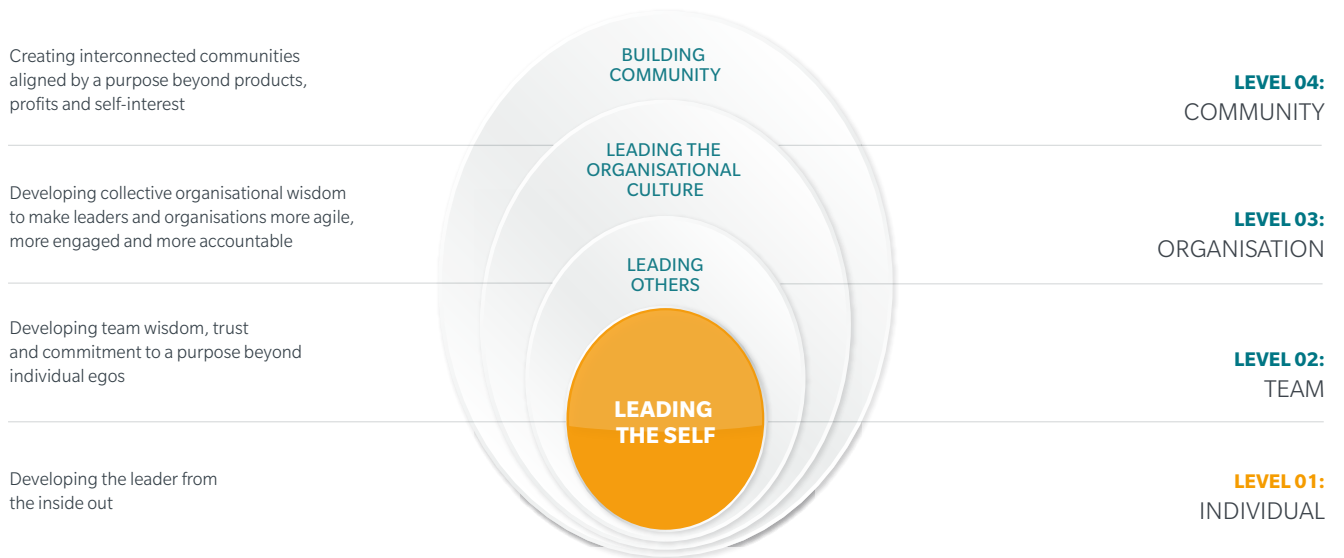 Creating interconnected communities
aligned by a purpose beyond products,
profits and self-interest
BUILDING
COMMUNITY
LEVEL 04:
COMMUNITY
Developing collective organisational wisdom
to make leaders and organisations more agile,
more engaged and more accountable
LEADING THE
ORGANISATIONAL
CULTURE
LEVEL 03:
ORGANISATION
Developing team wisdom, trust
and commitment to a purpose beyond
individual egos
LEADING
OTHERS
LEVEL 02:
TEAM
Developing the leader from
the inside out
LEADING
THE SELF
LEVEL 01:
INDIVIDUAL